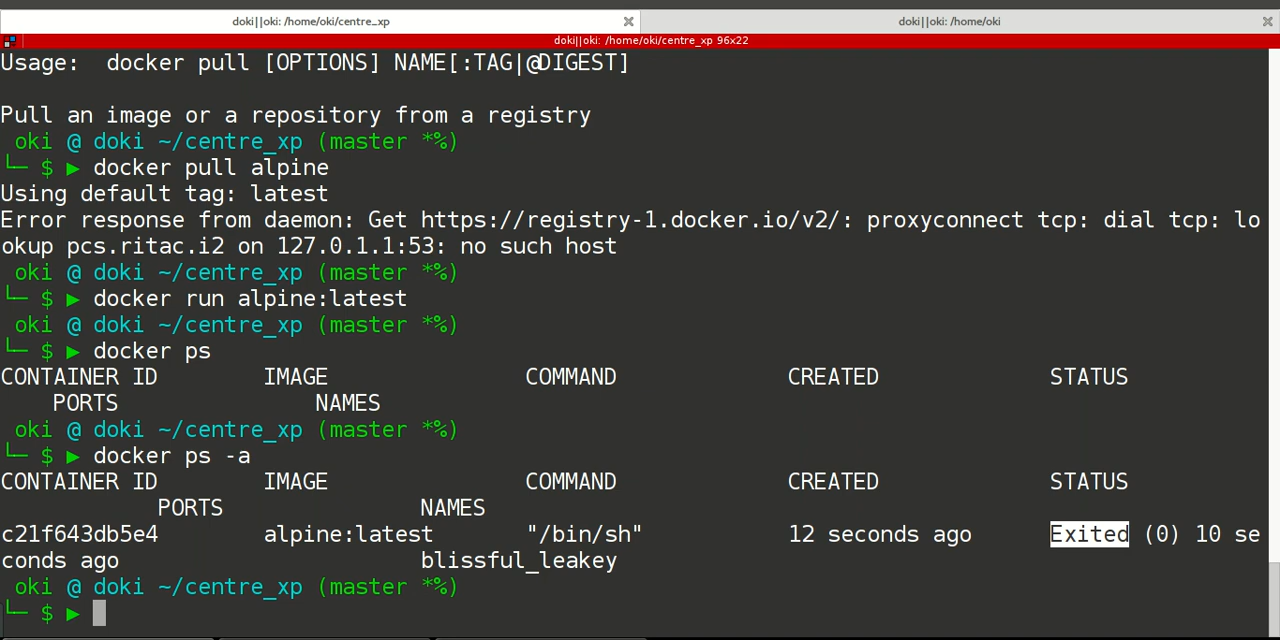 doki||oki: /home/oki/centre_xp
doki||oki: /home/oki
doki||oki: /home/oki/centre_xp 96x22
Usage:  docker pull [OPTIONS] NAME[:TAG|@DIGEST]
Pull an image or a repository from a registry
oki @ doki ~/centre_xp (master *%)
└─ $ ▶ docker pull alpine
Using default tag: latest
Error response from daemon: Get https://registry-1.docker.io/v2/: proxyconnect tcp: dial tcp: lo
okup pcs.ritac.i2 on 127.0.1.1:53: no such host
oki @ doki ~/centre_xp (master *%)
└─ $ ▶ docker run alpine:latest
oki @ doki ~/centre_xp (master *%)
└─ $ ▶ docker ps
CONTAINER ID        IMAGE               COMMAND             CREATED             STATUS
PORTS               NAMES
oki @ doki ~/centre_xp (master *%)
└─ $ ▶ docker ps -a
CONTAINER ID        IMAGE               COMMAND             CREATED             STATUS
PORTS               NAMES
c21f643db5e4        alpine:latest       "/bin/sh"           12 seconds ago      Exited (0) 10 se
conds ago                       blissful_leakey
oki @ doki ~/centre_xp (master *%)
└─ $ ▶